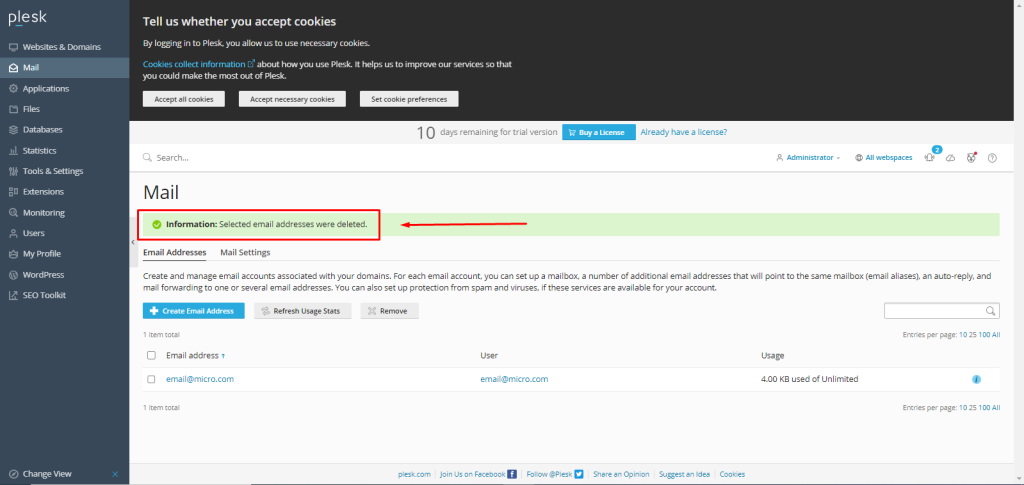 plesk
Websites & Domains
Mail
Applications
Files
Databases
Statistics
Tools & Settings
Extensions
Monitoring
Users
My Profile
WordPress
SEO Toolkit
Change View
Tell us whether you accept cookies
By logging in to Plesk, you allow us to use necessary cookies.
Cookies collect information about how you use Plesk. It helps us to improve our services so that
you could make the most out of Plesk.
Accept all cookies Accept necessary cookies Set cookie preferences
10 days remaining for trial version Buy a License Already have a license?
Search... Administrator All webspaces 2
Mail
Information: Selected email addresses were deleted.
Email Addresses Mail Settings
Create and manage email accounts associated with your domains. For each email account, you can set up a mailbox, a number of additional email addresses that will point to the same mailbox (email aliases), an auto-reply, and
mail forwarding to one or several email addresses. You can also set up protection from spam and viruses, if these services are available for your account.
Create Email Address Refresh Usage Stats Remove
1 item total Entries per page: 10 25 100 All
Email address ↑ User Usage
email@micro.com email@micro.com 4.00 KB used of Unlimited
1 item total Entries per page: 10 25 100 All
plesk.com Join Us on Facebook Follow @Plesk Share an Opinion Suggest an Idea Cookies